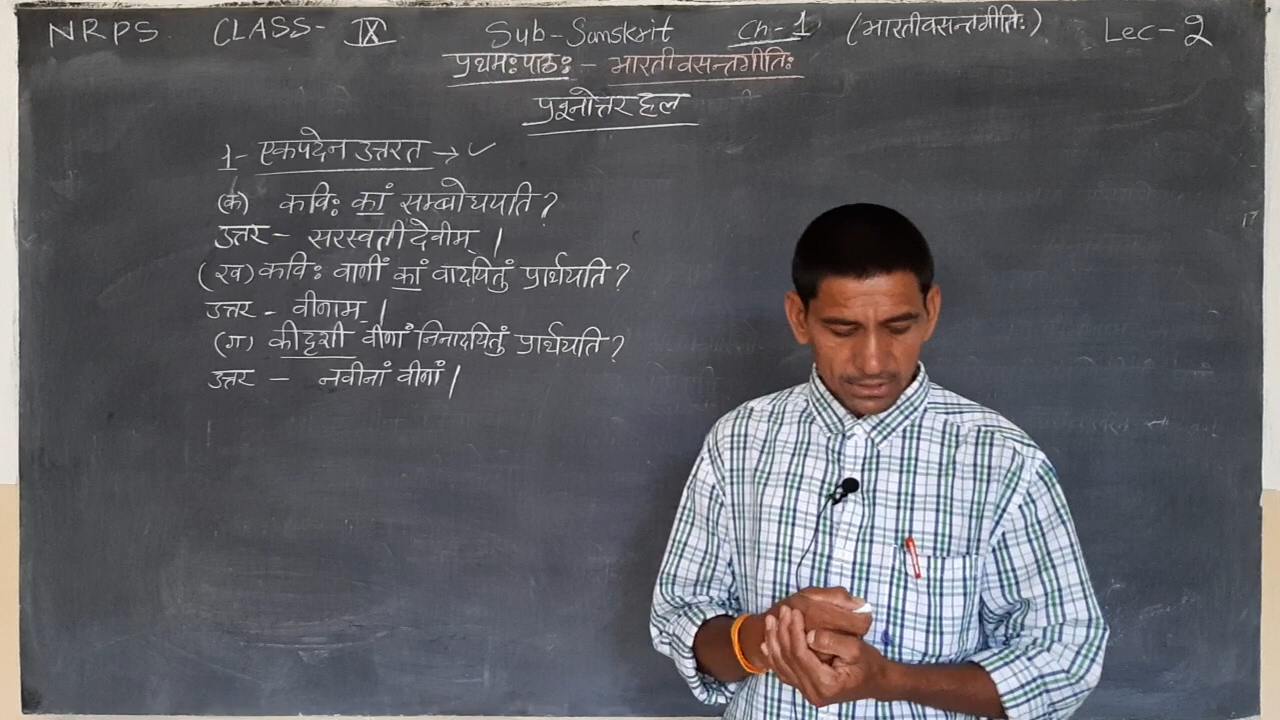 NRPS. CLASS- IX Sub-Sanskrit Ch-1 (भारतीवसन्तगीतिः) Lec-2
प्रथमःपाठः - भारतीवसन्तगीतिः
प्रश्नोत्तर हल
1- एकपदेन उत्तरत → ✓
(क) कविः कां सम्बोधयति ?
उत्तर - सरस्वतीदेवीम् ।
(ख) कविः वाणीं कां वादयितुं प्रार्थयति ?
उत्तर - वीणाम् ।
(ग) कीदृशी वीणां निनादयितुं प्रार्थयति ?
उत्तर - नवीनां वीणां ।